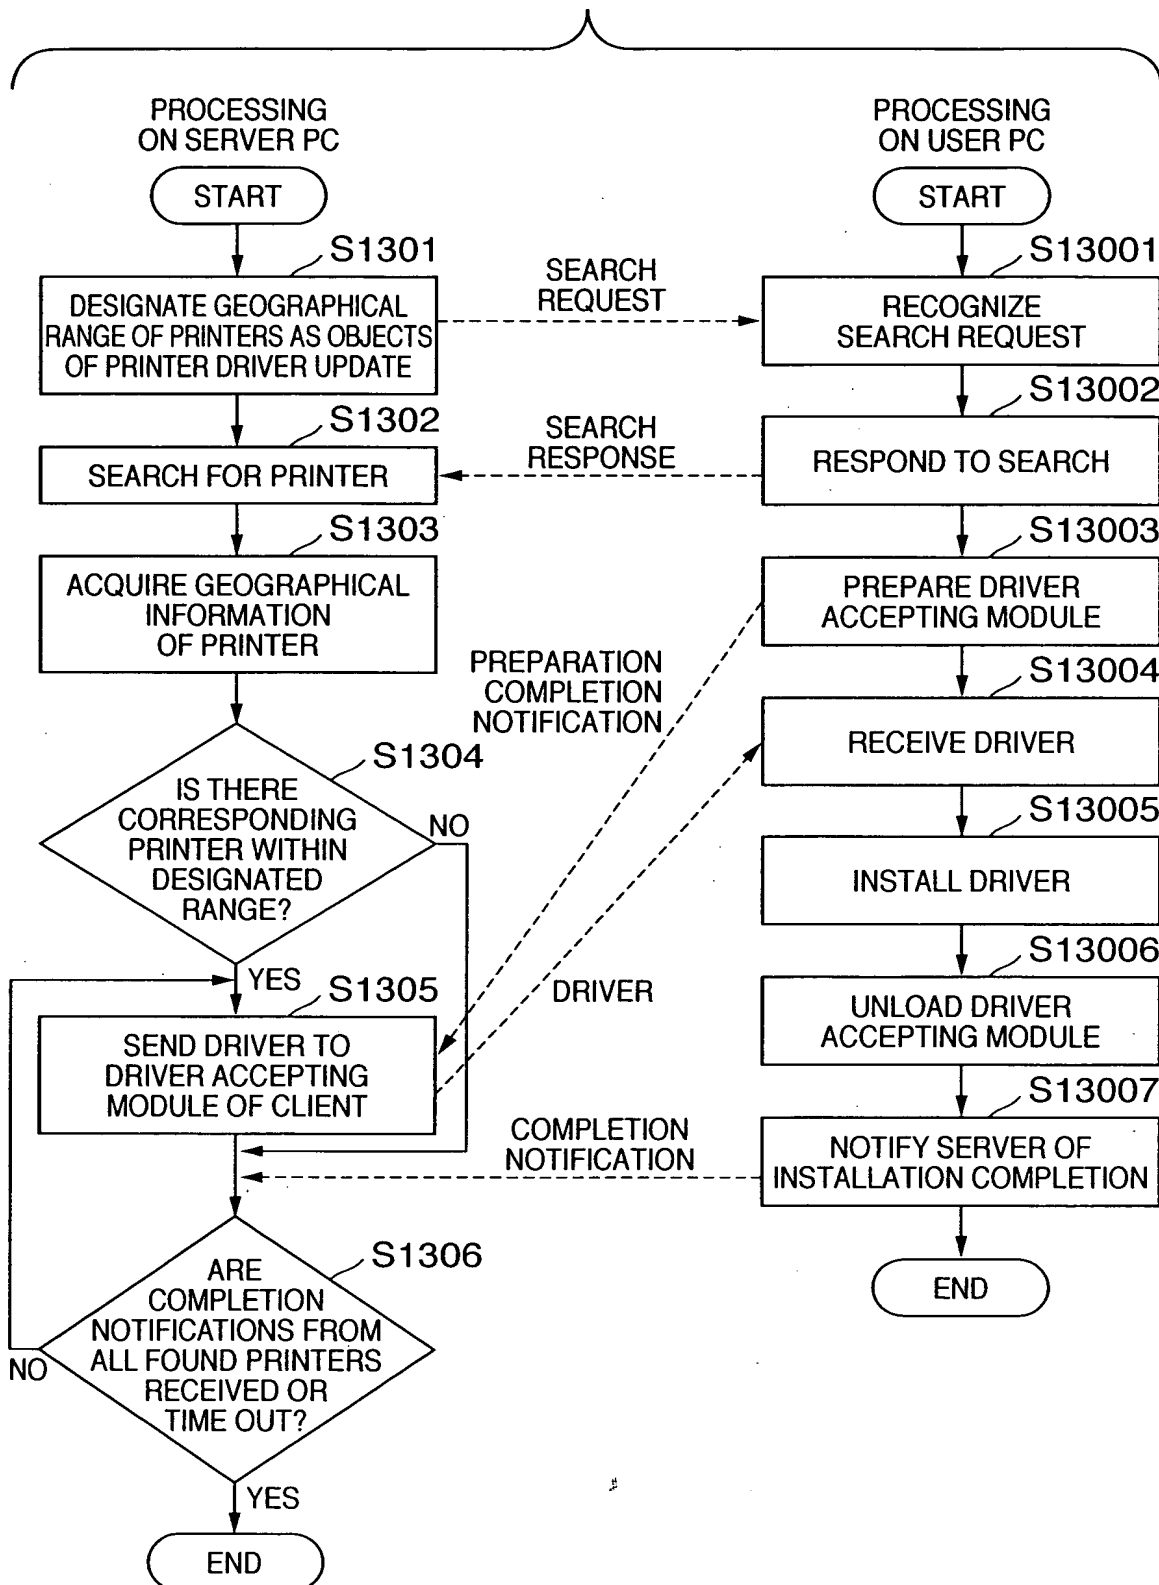 PROCESSING
ON SERVER PC
START
S1301
DESIGNATE GEOGRAPHICAL
RANGE OF PRINTERS AS OBJECTS
OF PRINTER DRIVER UPDATE
S1302
SEARCH FOR PRINTER
S1303
ACQUIRE GEOGRAPHICAL
INFORMATION
OF PRINTER
S1304
IS THERE
CORRESPONDING
PRINTER WITHIN
DESIGNATED
RANGE?
NO
YES
S1305
SEND DRIVER TO
DRIVER ACCEPTING
MODULE OF CLIENT
S1306
ARE
COMPLETION
NOTIFICATIONS FROM
ALL FOUND PRINTERS
RECEIVED OR
TIME OUT?
NO
YES
END
SEARCH
REQUEST
SEARCH
RESPONSE
PREPARATION
COMPLETION
NOTIFICATION
DRIVER
COMPLETION
NOTIFICATION
PROCESSING
ON USER PC
START
S13001
RECOGNIZE
SEARCH REQUEST
S13002
RESPOND TO SEARCH
S13003
PREPARE DRIVER
ACCEPTING MODULE
S13004
RECEIVE DRIVER
S13005
INSTALL DRIVER
S13006
UNLOAD DRIVER
ACCEPTING MODULE
S13007
NOTIFY SERVER OF
INSTALLATION COMPLETION
END